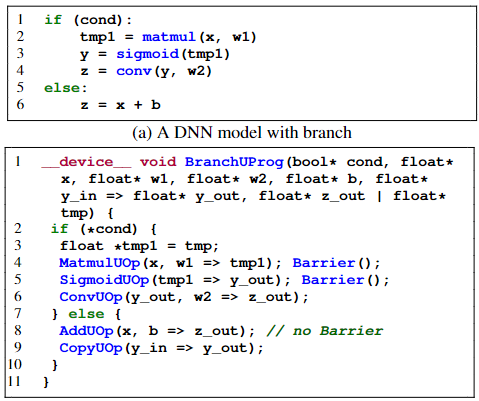 1 if (cond):
2 tmp1 = matmul(x, w1)
3 y = sigmoid(tmp1)
4 z = conv(y, w2)
5 else:
6 z = x + b
(a) A DNN model with branch
1 __device__ void BranchUProg(bool* cond, float*
x, float* w1, float* w2, float* b, float*
y_in => float* y_out, float* z_out | float*
tmp) {
2 if (*cond) {
3 float *tmp1 = tmp;
4 MatmulUOp(x, w1 => tmp1); Barrier();
5 SigmoidUOp(tmp1 => y_out); Barrier();
6 ConvUOp(y_out, w2 => z_out);
7 } else {
8 AddUOp(x, b => z_out); // no Barrier
9 CopyUOp(y_in => y_out);
10 }
11 }